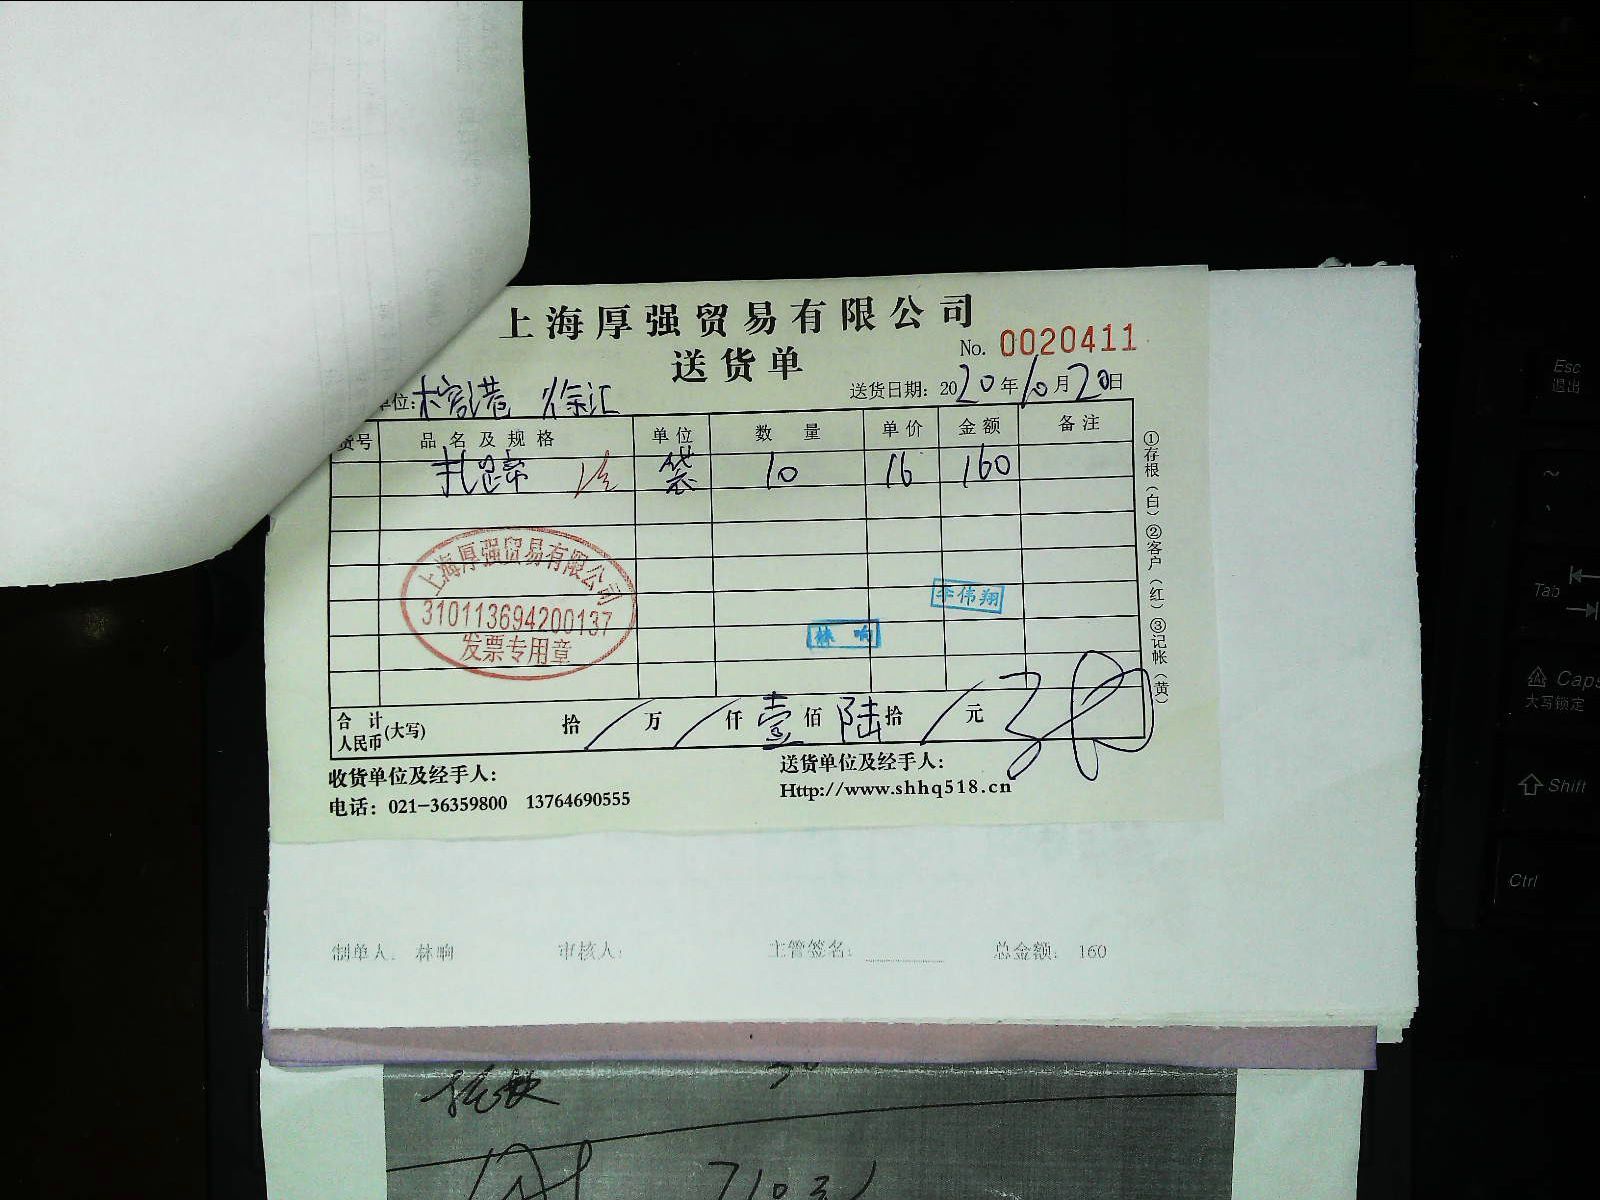 上海厚强贸易有限公司
送货单
No. 0020411
单位: 徐汇
送货日期: 2020年10月20日
货号 品名及规格 单位 数量 单价 金额 备注
扎蹄 袋 10 16 160
上海厚强贸易有限公司
310113694200137
发票专用章
李伟翔
林响
合计人民币(大写) 拾 / 万 / 仟 壹 佰 陆 拾 / 元
①存根(白) ②客户(红) ③记帐(黄)
收货单位及经手人:
送货单位及经手人:
电话: 021-36359800 13764690555
Http://www.shhq518.cn
制单人: 林响 审核人: 主管签名: 总金额: 160
Esc
退出
~
Tab
Caps
大写锁定
Shift
Ctrl